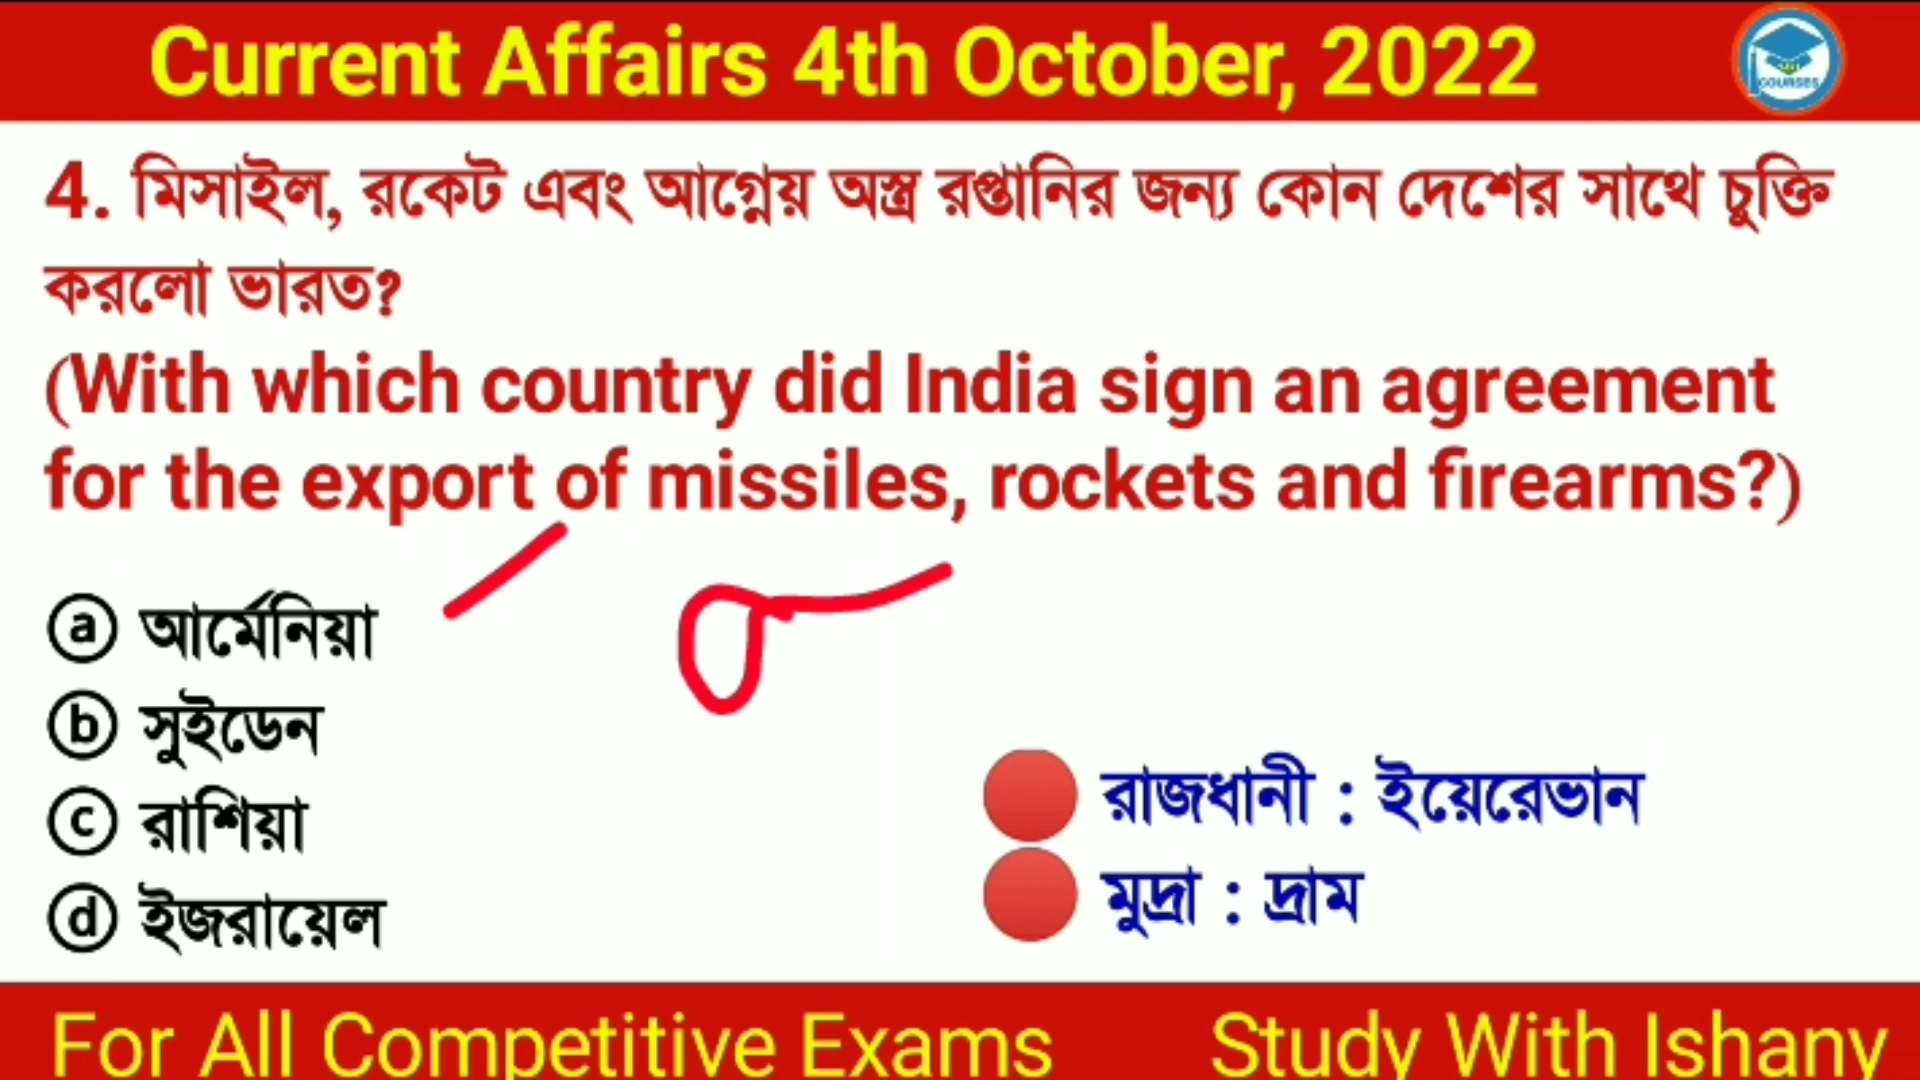 Current Affairs 4th October, 2022
COURSES
4. মিসাইল, রকেট এবং আগ্নেয় অস্ত্র রপ্তানির জন্য কোন দেশের সাথে চুক্তি
করলো ভারত?
(With which country did India sign an agreement
for the export of missiles, rockets and firearms?)
ⓐ আর্মেনিয়া
ⓑ সুইডেন
ⓒ রাশিয়া
ⓓ ইজরায়েল
রাজধানী : ইয়েরেভান
মুদ্রা : দ্রাম
For All Competitive Exams Study With Ishany